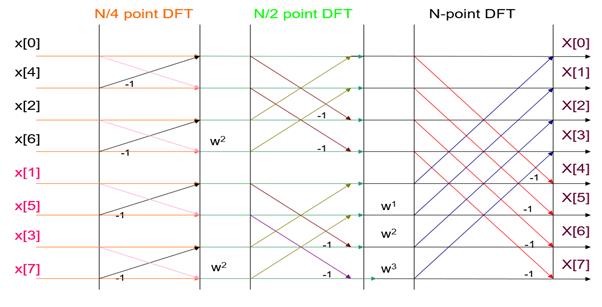 N/4 point DFT N/2 point DFT N-point DFT
x[0] X[0]
x[4] X[1]
-1
x[2] X[2]
-1
x[6] w² X[3]
-1 -1
x[1] X[4]
-1
x[5] w¹ X[5]
-1 -1
x[3] w² X[6]
-1 -1
x[7] w² w³ X[7]
-1 -1 -1